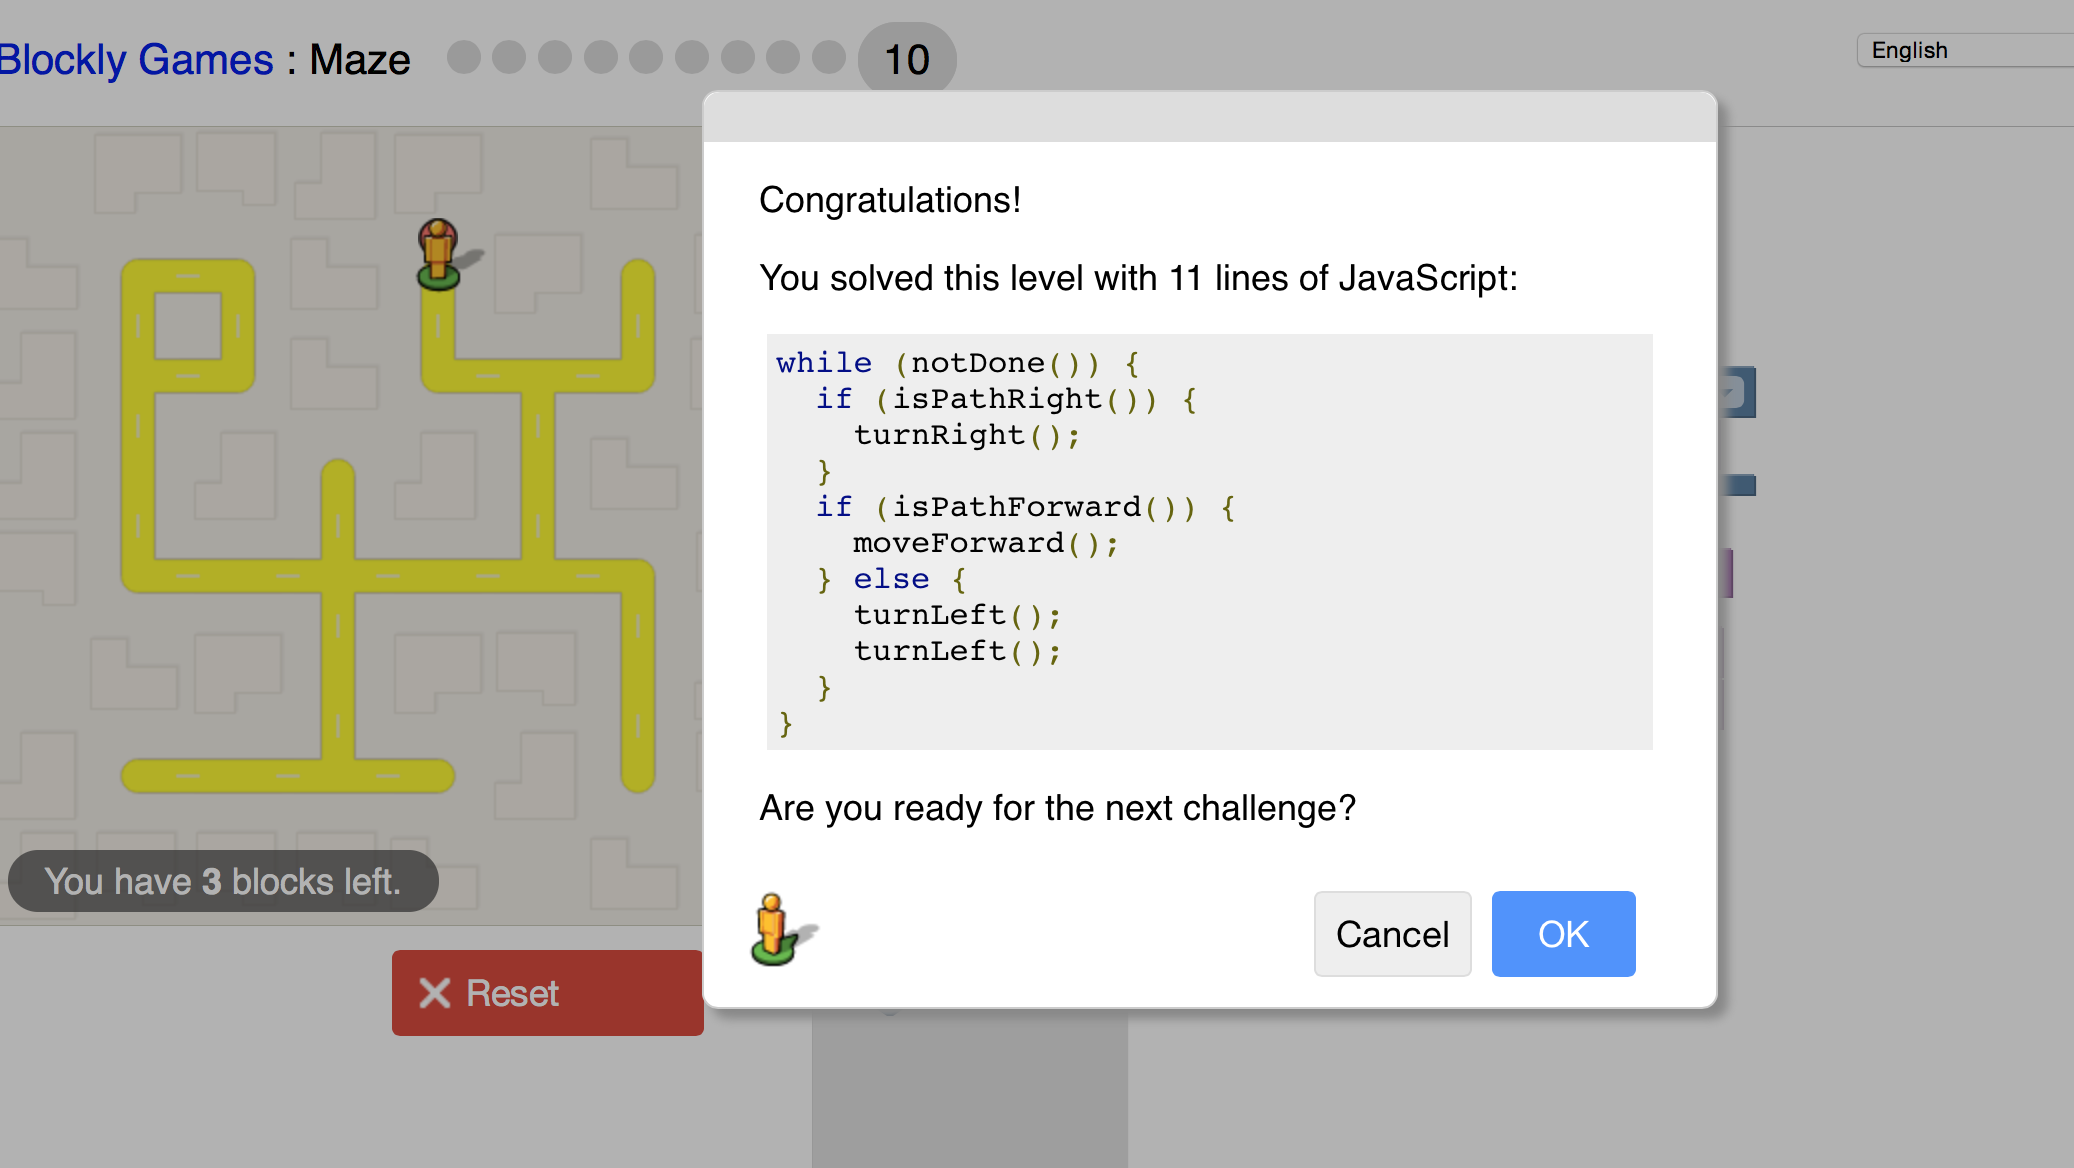 Blockly Games : Maze
10
English
Congratulations!
You solved this level with 11 lines of JavaScript:
while (notDone()) {
  if (isPathRight()) {
    turnRight();
  }
  if (isPathForward()) {
    moveForward();
  } else {
    turnLeft();
    turnLeft();
  }
}
Are you ready for the next challenge?
You have 3 blocks left.
Cancel
OK
Reset